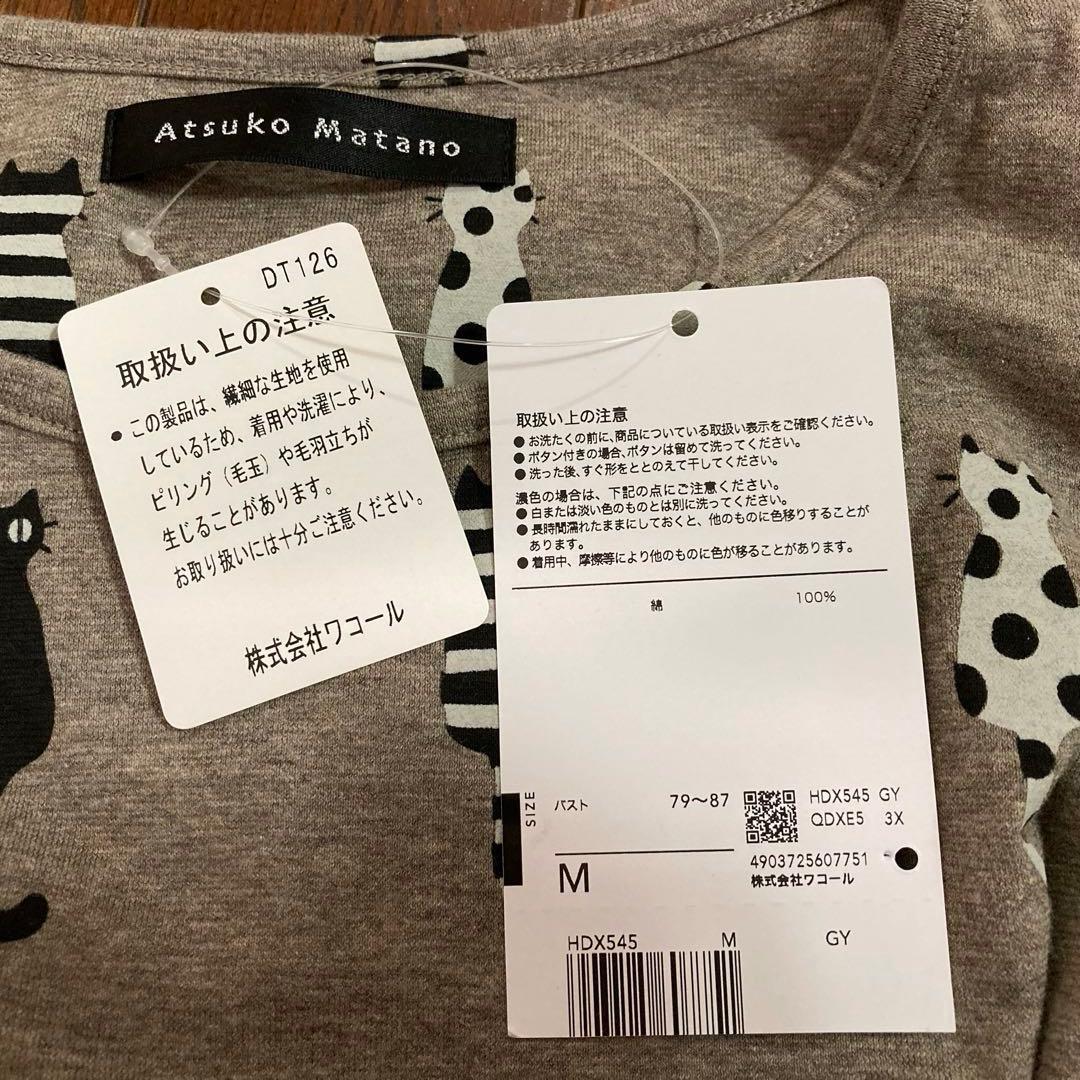 Atsuko Matano
DT126
取扱い上の注意
● この製品は、繊細な生地を使用
しているため、着用や洗濯により、
ピリング（毛玉）や毛羽立ちが
生じることがあります。
お取り扱いには十分ご注意ください。
株式会社ワコール
取扱い上の注意
●お洗たくの前に、商品についている取扱い表示をご確認ください。
●ボタン付きの場合、ボタンは留めて洗ってください。
●洗った後、すぐ形をととのえて干してください。
濃色の場合は、下記の点にご注意ください。
●白または淡い色のものとは別に洗ってください。
●長時間濡れたままにしておくと、他のものに色移りすることが
あります。
●着用中、摩擦等により他のものに色が移ることがあります。
綿 100%
SIZE
バスト 79〜87
M
HDX545 GY
QDXE5 3X
4903725607751
株式会社ワコール
HDX545 M GY